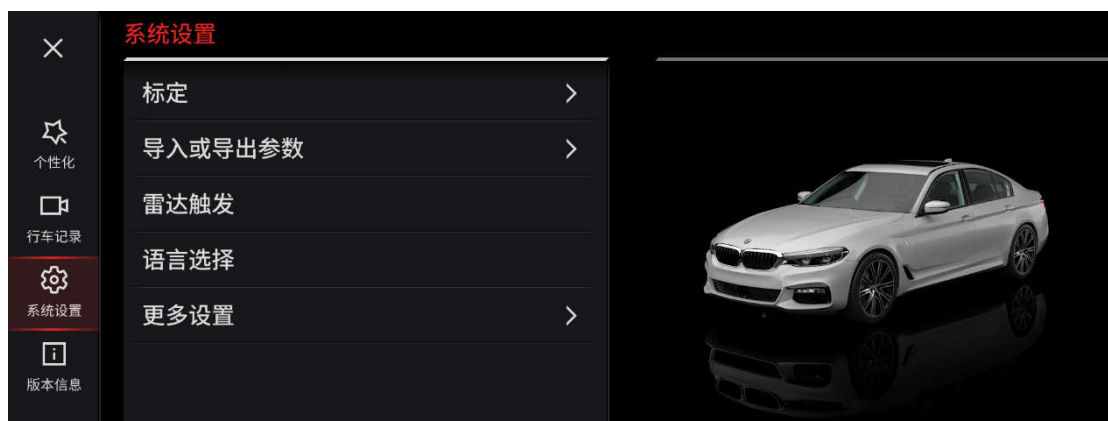 系统设置
个性化
行车记录
系统设置
版本信息
标定
导入或导出参数
雷达触发
语言选择
更多设置